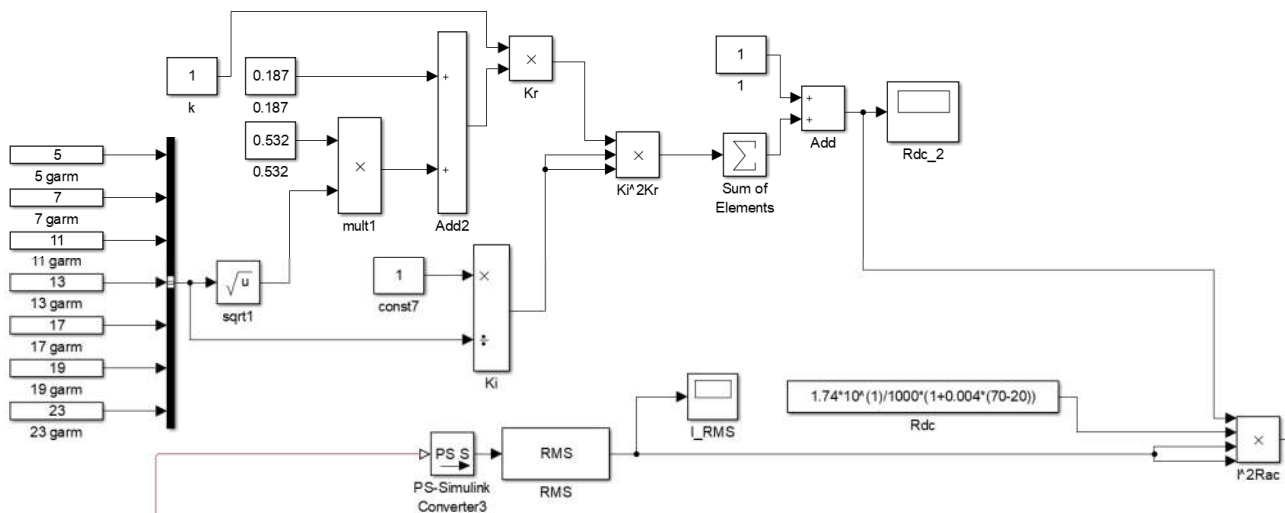 1
k
0.187
0.187
0.532
0.532
×
mult1
+
+
Add2
×
Kr
1
1
+
+
Add
Rdc_2
×
Ki^2Kr
∑
Sum of
Elements
5
5 garm
7
7 garm
11
11 garm
13
13 garm
17
17 garm
19
19 garm
23
23 garm
√u
sqrt1
1
const7
×
÷
Ki
I_RMS
1.74*10^(1)/1000*(1+0.004*(70-20))
Rdc
PS S
PS-Simulink
Converter3
RMS
RMS
×
I^2Rac